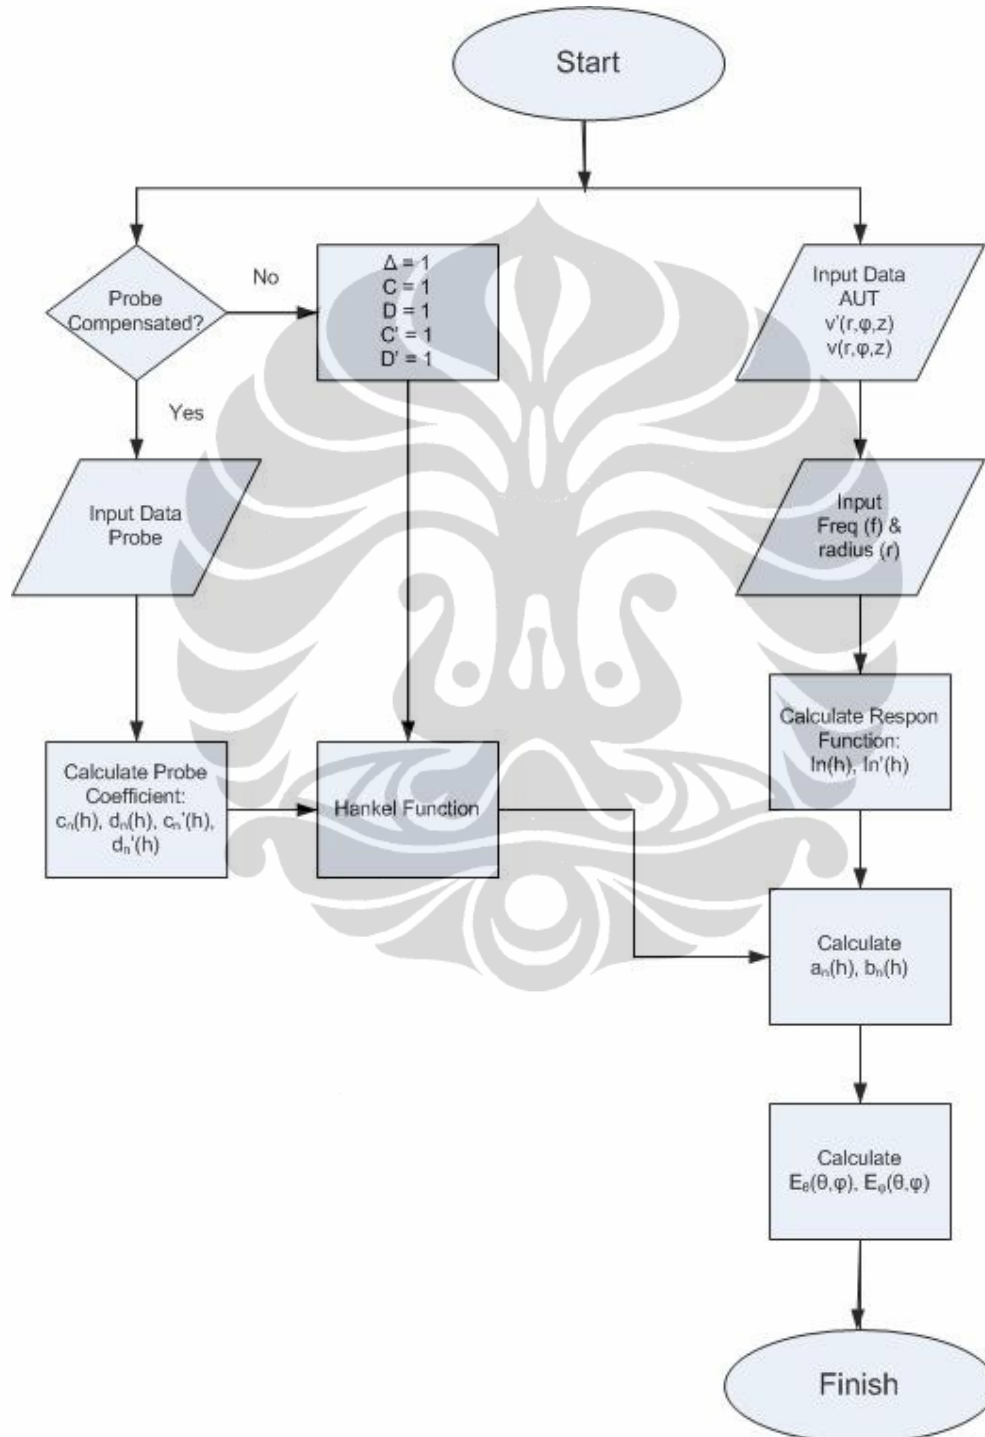 Start
Probe
Compensated?
No
Yes
Δ = 1
C = 1
D = 1
C' = 1
D' = 1
Input Data
AUT
v'(r,φ,z)
v(r,φ,z)
Input Data
Probe
Input
Freq (f) &
radius (r)
Calculate Probe
Coefficient:
cₙ(h), dₙ(h), cₙ'(h),
dₙ'(h)
Hankel Function
Calculate Respon
Function:
In(h), In'(h)
Calculate
aₙ(h), bₙ(h)
Calculate
E_θ(θ,φ), E_φ(θ,φ)
Finish